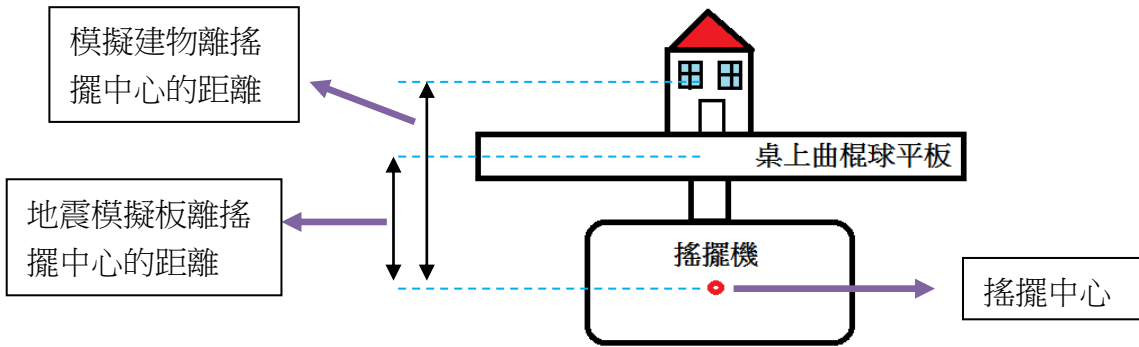 模擬建物離搖
擺中心的距離
桌上曲棍球平板
地震模擬板離搖
擺中心的距離
搖擺機
搖擺中心